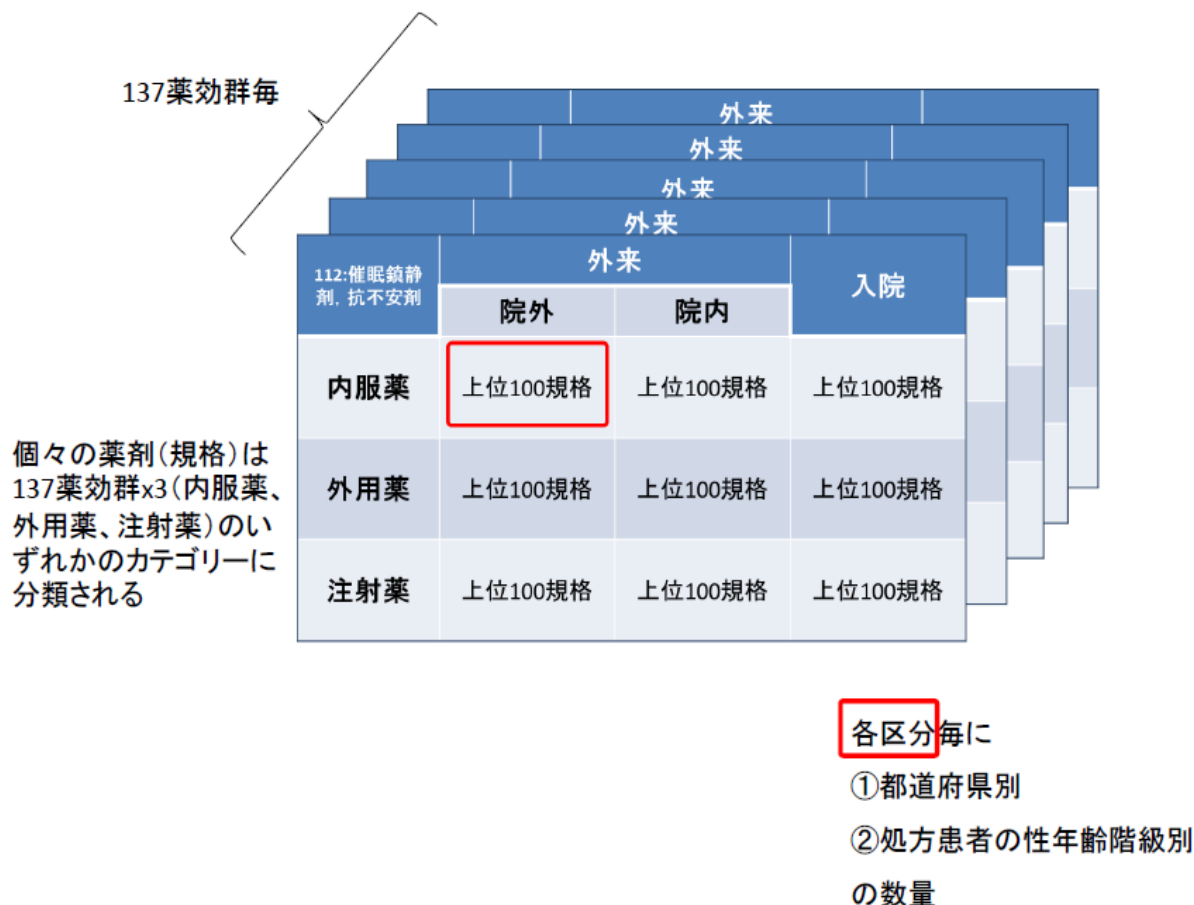 137薬効群毎
外来
外来
外来
外来
112:催眠鎮静
剤, 抗不安剤
外来
入院
院外
院内
内服薬
上位100規格
上位100規格
上位100規格
外用薬
上位100規格
上位100規格
上位100規格
注射薬
上位100規格
上位100規格
上位100規格
個々の薬剤(規格)は
137薬効群x3(内服薬、
外用薬、注射薬)のい
ずれかのカテゴリーに
分類される
各区分毎に
①都道府県別
②処方患者の性年齢階級別
の数量